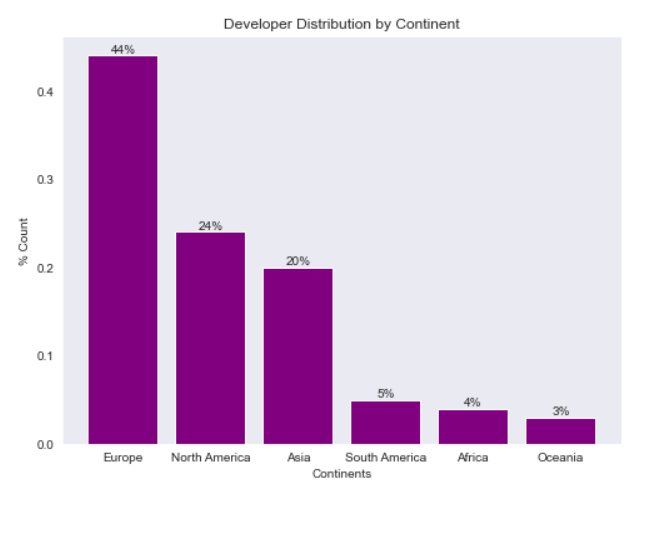 Developer Distribution by Continent
44%
0.4
0.3
% Count
24%
0.2
20%
0.1
5%
4%
3%
0.0
Europe North America Asia South America Africa Oceania
Continents